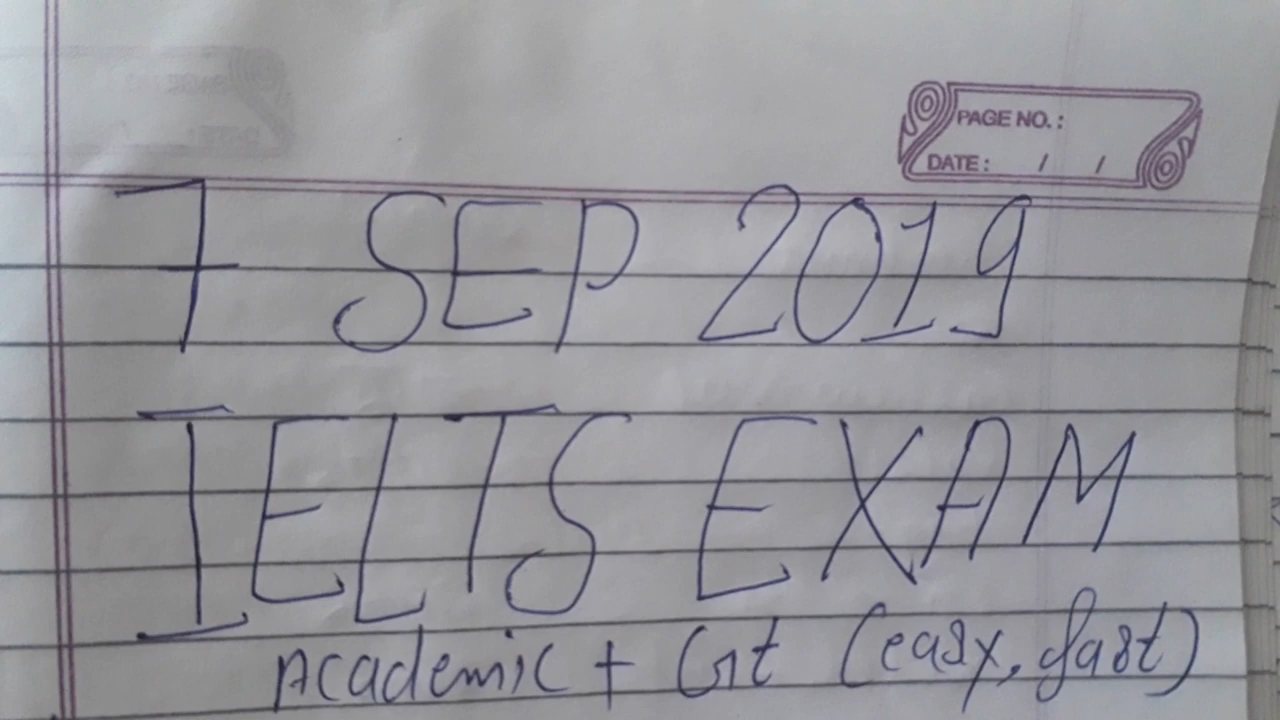 PAGE NO.:
DATE: / /
7 SEP 2019
IELTS EXAM
Academic + Gt (easy, fast)